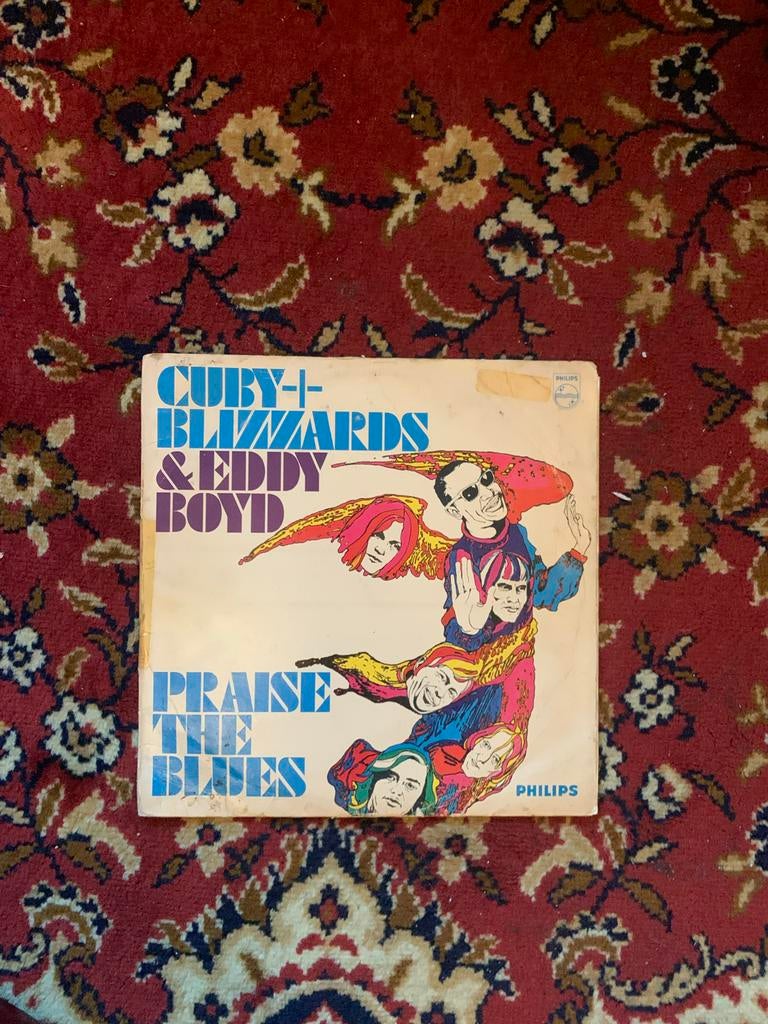 CUBY+
BLIZZARDS
& EDDY
BOYD
PHILIPS
PRAISE
THE
BLUES
PHILIPS